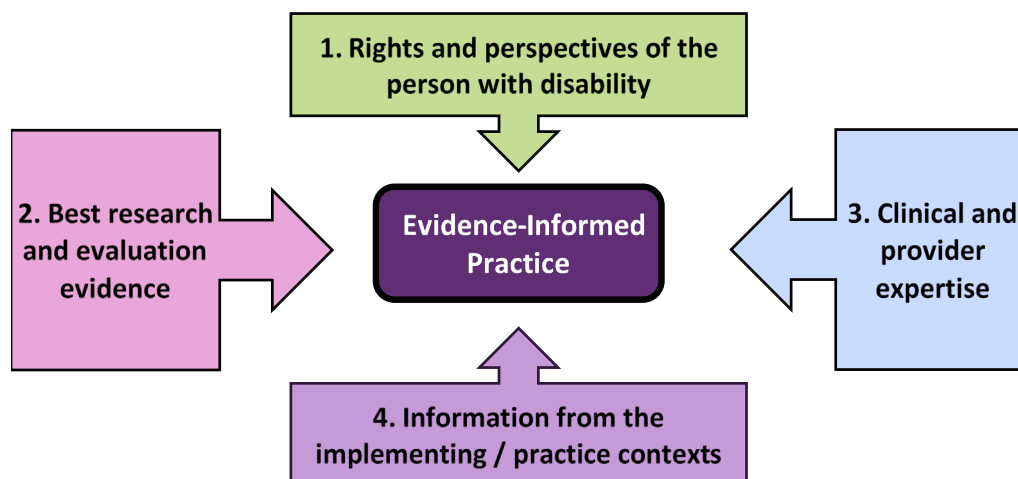 1. Rights and perspectives of the
person with disability
2. Best research
and evaluation
evidence
Evidence-Informed
Practice
3. Clinical and
provider
expertise
4. Information from the
implementing / practice contexts